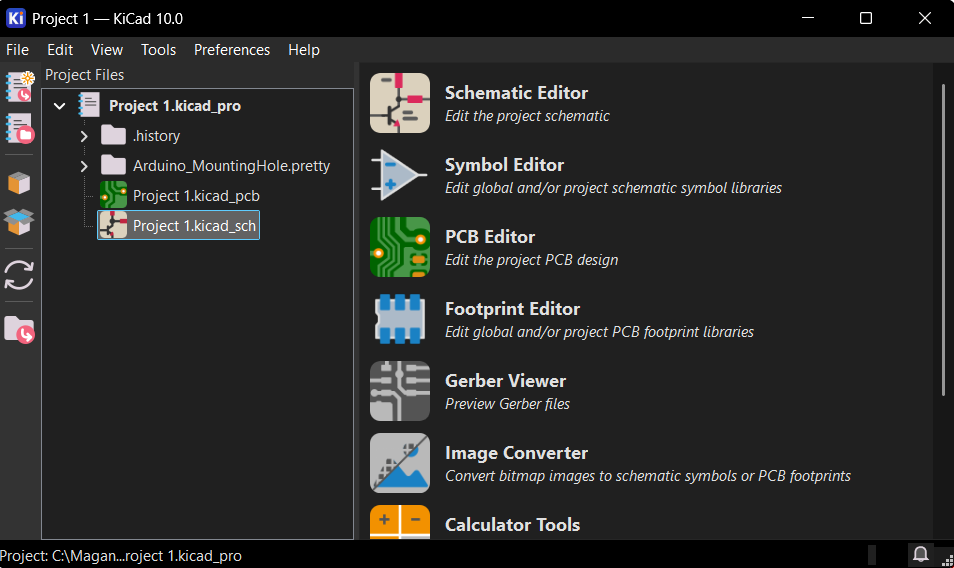 Ki Project 1 — KiCad 10.0
File Edit View Tools Preferences Help
Project Files
Project 1.kicad_pro
.history
Arduino_MountingHole.pretty
Project 1.kicad_pcb
Project 1.kicad_sch
Schematic Editor
Edit the project schematic
Symbol Editor
Edit global and/or project schematic symbol libraries
PCB Editor
Edit the project PCB design
Footprint Editor
Edit global and/or project PCB footprint libraries
Gerber Viewer
Preview Gerber files
Image Converter
Convert bitmap images to schematic symbols or PCB footprints
Calculator Tools
Project: C:\Magan...roject 1.kicad_pro